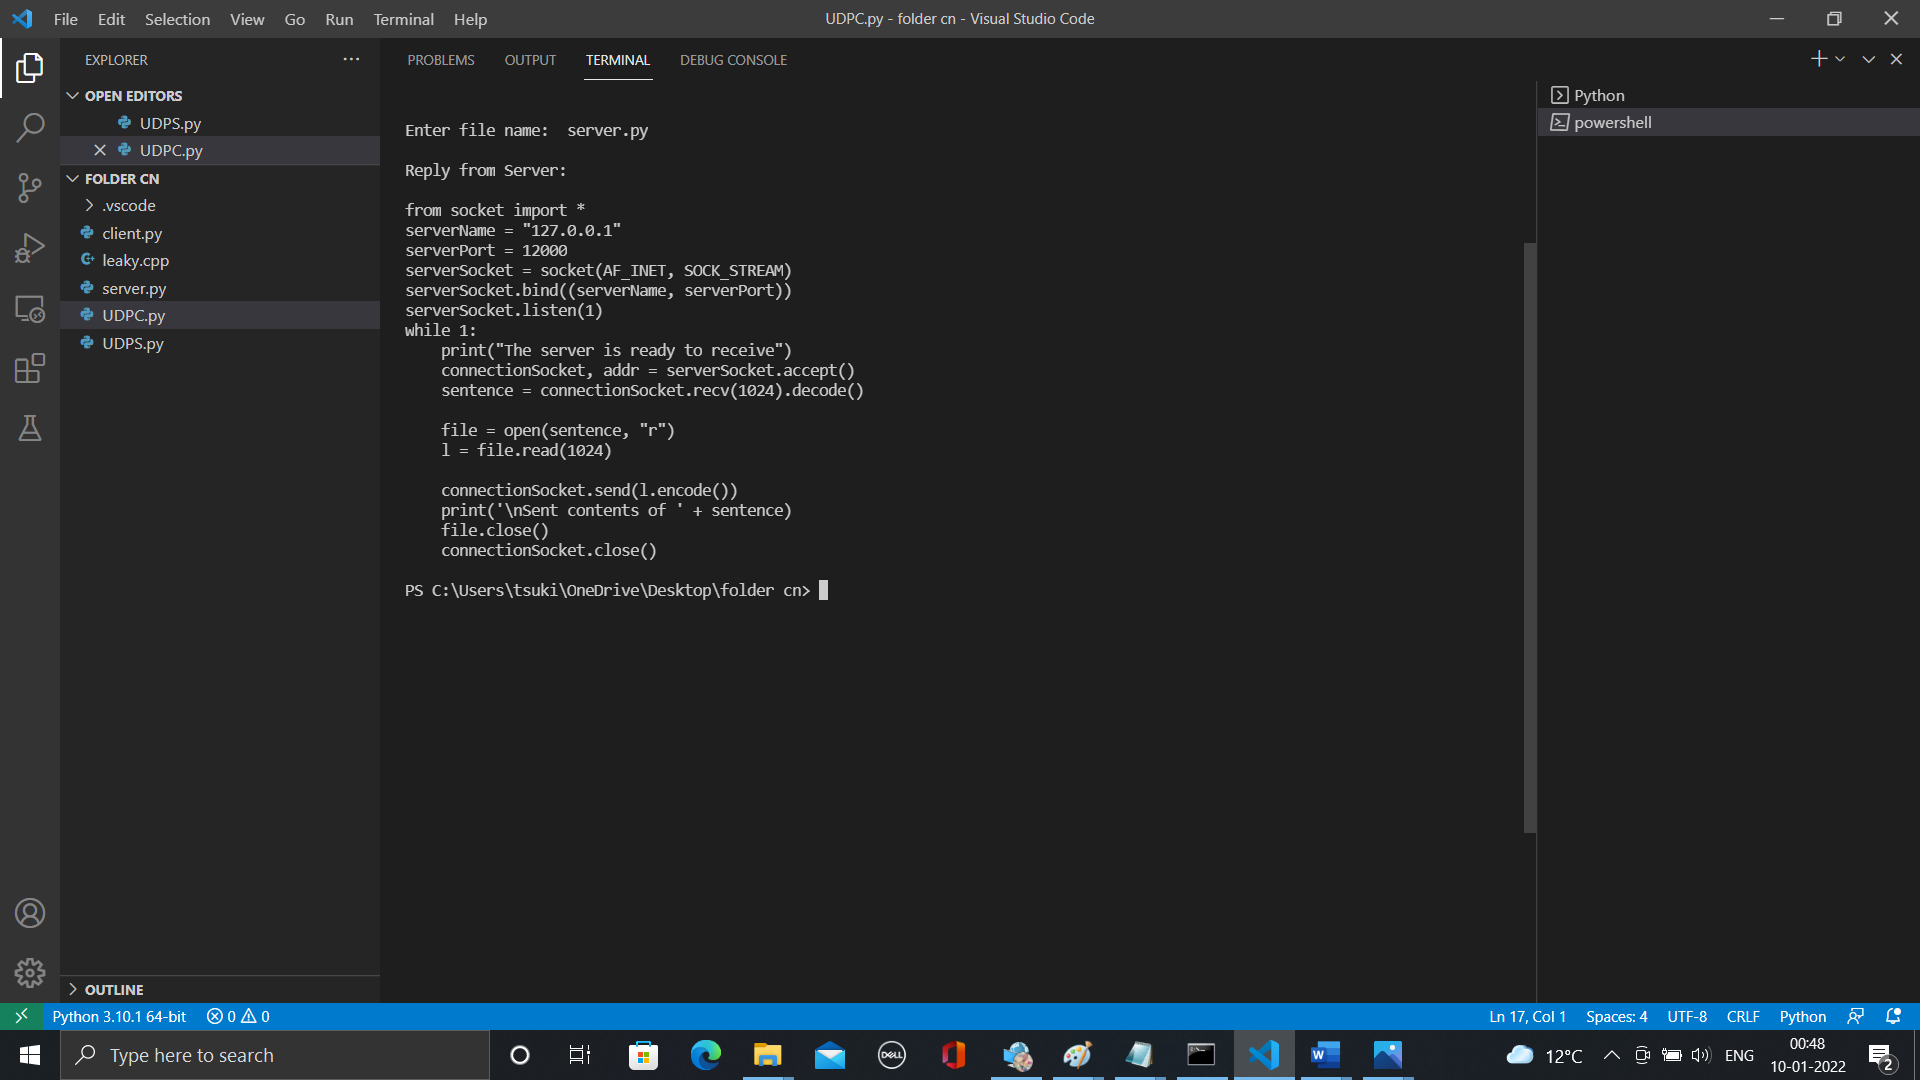 File Edit Selection View Go Run Terminal Help
UDPC.py - folder cn - Visual Studio Code
EXPLORER
OPEN EDITORS
UDPS.py
UDPC.py
FOLDER CN
.vscode
client.py
leaky.cpp
server.py
UDPC.py
UDPS.py
OUTLINE
PROBLEMS OUTPUT TERMINAL DEBUG CONSOLE
Enter file name:  server.py
Reply from Server:
from socket import *
serverName = "127.0.0.1"
serverPort = 12000
serverSocket = socket(AF_INET, SOCK_STREAM)
serverSocket.bind((serverName, serverPort))
serverSocket.listen(1)
while 1:
    print("The server is ready to receive")
    connectionSocket, addr = serverSocket.accept()
    sentence = connectionSocket.recv(1024).decode()
    file = open(sentence, "r")
    l = file.read(1024)
    connectionSocket.send(l.encode())
    print('\nSent contents of ' + sentence)
    file.close()
    connectionSocket.close()
PS C:\Users\tsuki\OneDrive\Desktop\folder cn>
Python
powershell
Python 3.10.1 64-bit 0 0
Ln 17, Col 1 Spaces: 4 UTF-8 CRLF Python
Type here to search
DELL
W
12°C
ENG
00:48
10-01-2022
2